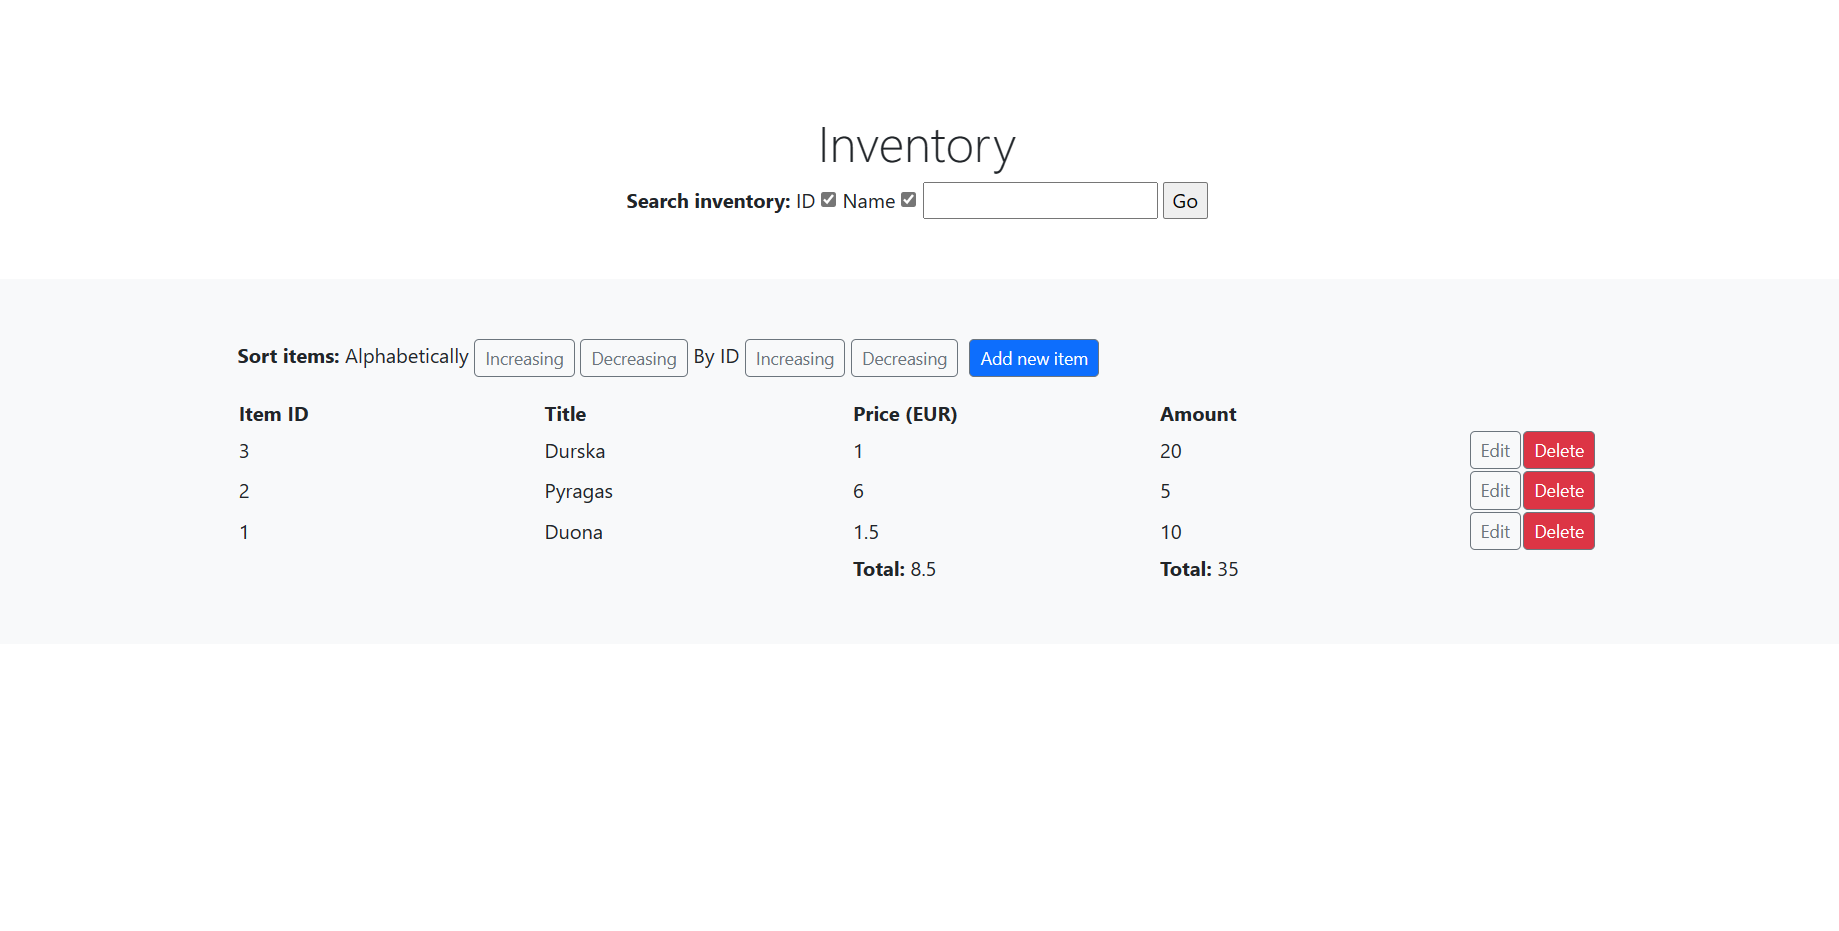 Inventory
Search inventory: ID Name Go
Sort items: Alphabetically Increasing Decreasing By ID Increasing Decreasing Add new item
Item ID Title Price (EUR) Amount
3 Durska 1 20 Edit Delete
2 Pyragas 6 5 Edit Delete
1 Duona 1.5 10 Edit Delete
Total: 8.5 Total: 35